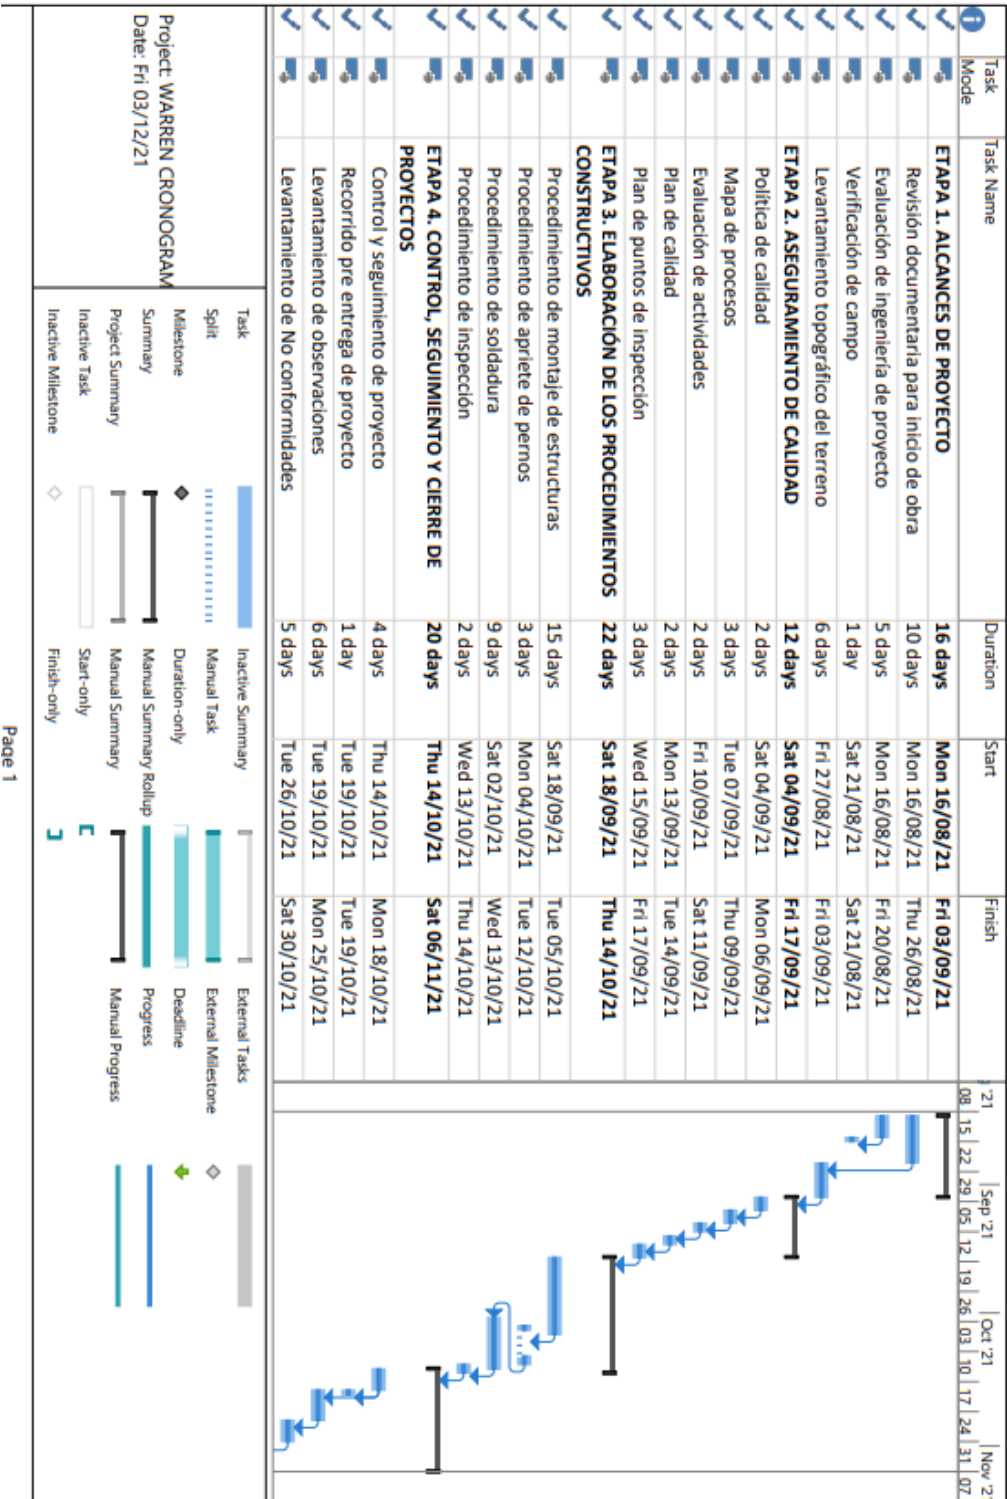 Task Mode Task Name Duration Start Finish
'21 Sep '21 Oct '21 Nov '2
08 15 22 29 05 12 19 26 03 10 17 24 31 07
ETAPA 1. ALCANCES DE PROYECTO 16 days Mon 16/08/21 Fri 03/09/21
Revisión documentaria para inicio de obra 10 days Mon 16/08/21 Thu 26/08/21
Evaluación de ingeniería de proyecto 5 days Mon 16/08/21 Fri 20/08/21
Verificación de campo 1 day Sat 21/08/21 Sat 21/08/21
Levantamiento topográfico del terreno 6 days Fri 27/08/21 Fri 03/09/21
ETAPA 2. ASEGURAMIENTO DE CALIDAD 12 days Sat 04/09/21 Fri 17/09/21
Política de calidad 2 days Sat 04/09/21 Mon 06/09/21
Mapa de procesos 3 days Tue 07/09/21 Thu 09/09/21
Evaluación de actividades 2 days Fri 10/09/21 Sat 11/09/21
Plan de calidad 2 days Mon 13/09/21 Tue 14/09/21
Plan de puntos de inspección 3 days Wed 15/09/21 Fri 17/09/21
ETAPA 3. ELABORACIÓN DE LOS PROCEDIMIENTOS 22 days Sat 18/09/21 Thu 14/10/21
CONSTRUCTIVOS
Procedimiento de montaje de estructuras 15 days Sat 18/09/21 Tue 05/10/21
Procedimiento de apriete de pernos 3 days Mon 04/10/21 Tue 12/10/21
Procedimiento de soldadura 9 days Sat 02/10/21 Wed 13/10/21
Procedimiento de inspección 2 days Wed 13/10/21 Thu 14/10/21
ETAPA 4. CONTROL, SEGUIMIENTO Y CIERRE DE 20 days Thu 14/10/21 Sat 06/11/21
PROYECTOS
Control y seguimiento de proyecto 4 days Thu 14/10/21 Mon 18/10/21
Recorrido pre entrega de proyecto 1 day Tue 19/10/21 Tue 19/10/21
Levantamiento de observaciones 6 days Tue 19/10/21 Mon 25/10/21
Levantamiento de No conformidades 5 days Tue 26/10/21 Sat 30/10/21
Project: WARREN CRONOGRAM
Date: Fri 03/12/21
Task Inactive Summary External Tasks
Split Manual Task External Milestone
Milestone Duration-only Deadline
Summary Manual Summary Rollup Progress
Project Summary Manual Summary Manual Progress
Inactive Task Start-only
Inactive Milestone Finish-only
Page 1